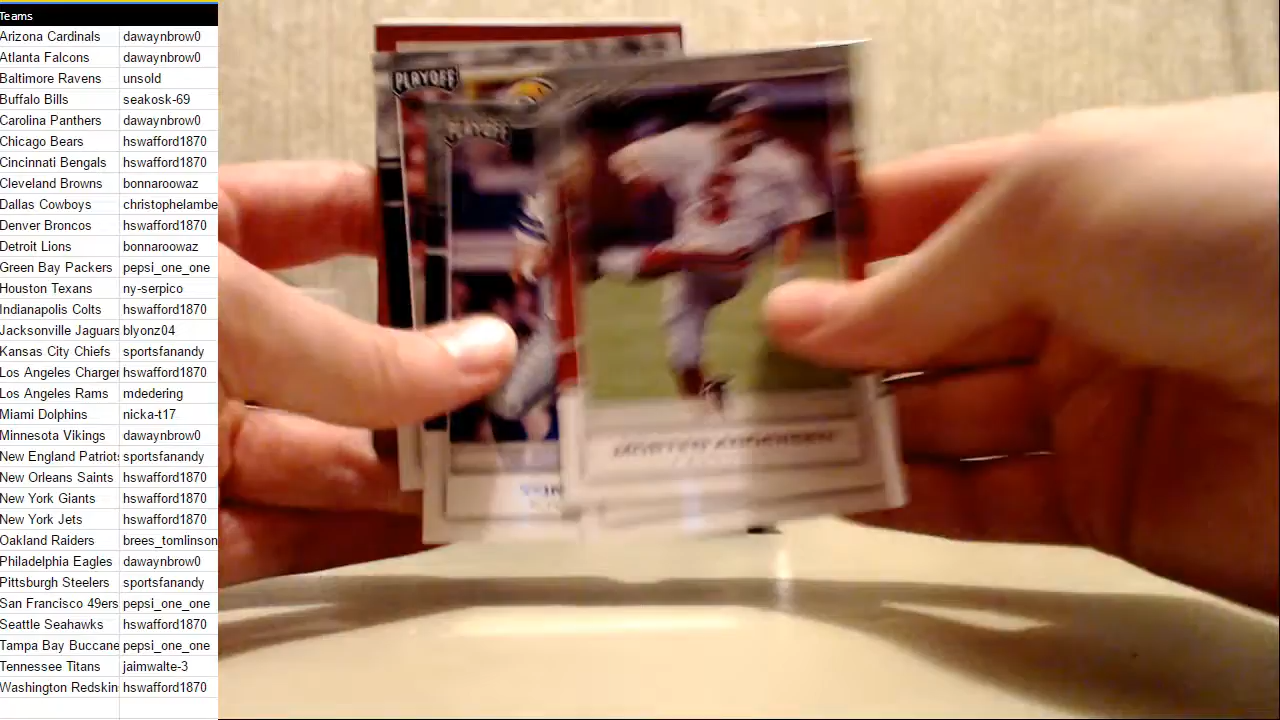 Teams
Arizona Cardinals dawaynbrow0
Atlanta Falcons dawaynbrow0
Baltimore Ravens unsold
Buffalo Bills seakosk-69
Carolina Panthers dawaynbrow0
Chicago Bears hswafford1870
Cincinnati Bengals hswafford1870
Cleveland Browns bonnaroowaz
Dallas Cowboys christophelambe
Denver Broncos hswafford1870
Detroit Lions bonnaroowaz
Green Bay Packers pepsi_one_one
Houston Texans ny-serpico
Indianapolis Colts hswafford1870
Jacksonville Jaguars blyonz04
Kansas City Chiefs sportsfanandy
Los Angeles Charger hswafford1870
Los Angeles Rams mdedering
Miami Dolphins nicka-t17
Minnesota Vikings dawaynbrow0
New England Patriots sportsfanandy
New Orleans Saints hswafford1870
New York Giants hswafford1870
New York Jets hswafford1870
Oakland Raiders brees_tomlinson
Philadelphia Eagles dawaynbrow0
Pittsburgh Steelers sportsfanandy
San Francisco 49ers pepsi_one_one
Seattle Seahawks hswafford1870
Tampa Bay Buccane pepsi_one_one
Tennessee Titans jaimwalte-3
Washington Redskin hswafford1870
PLAYOFF
PLAYOFF
MORTEN ANDERSEN